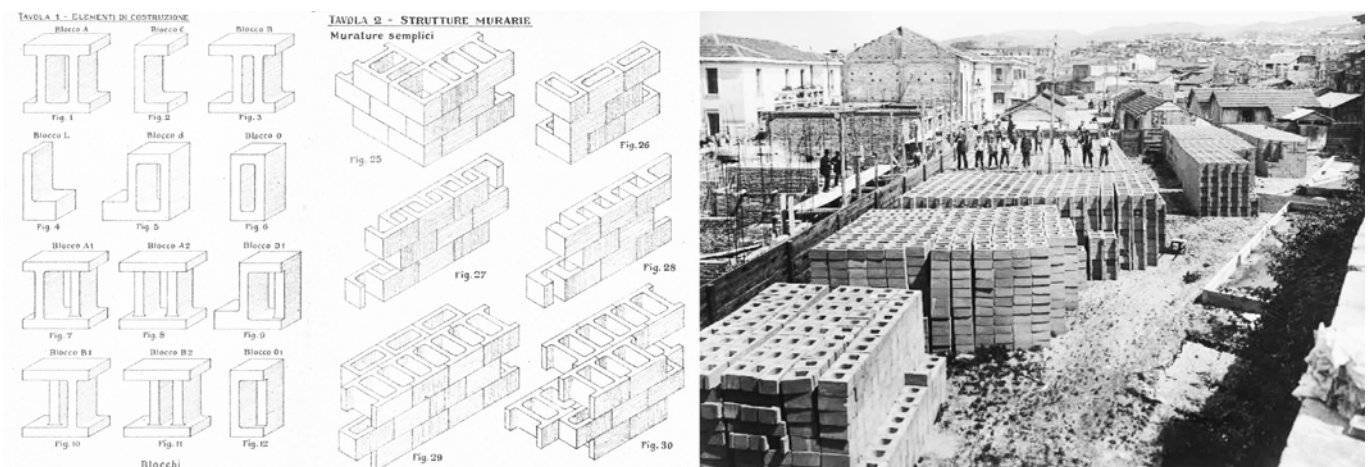 TAVOLA 1 - ELEMENTI DI COSTRUZIONE
Blocco A
Blocco C
Blocco B
Fig. 1
Fig. 2
Fig. 3
Blocco L
Blocco d
Blocco O
Fig. 4
Fig. 5
Fig. 6
Blocco A1
Blocco A2
Blocco D1
Fig. 7
Fig. 8
Fig. 9
Blocco B1
Blocco B2
Blocco O1
Fig. 10
Fig. 11
Fig. 12
Blocchi
TAVOLA 2 - STRUTTURE MURARIE
Murature semplici
Fig. 25
Fig. 26
Fig. 27
Fig. 28
Fig. 29
Fig. 30